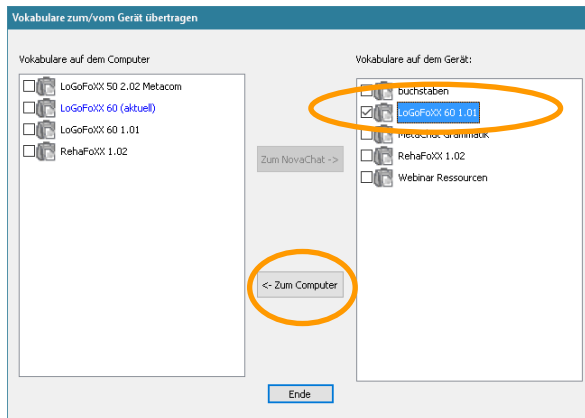 Vokabulare zum/vom Gerät übertragen
Vokabulare auf dem Computer
LoGoFoXX 50 2.02 Metacom
LoGoFoXX 60 (aktuell)
LoGoFoXX 60 1.01
RehaFoXX 1.02
Zum NovaChat ->
<- Zum Computer
Vokabulare auf dem Gerät:
buchstaben
LoGoFoXX 60 1.01
MetaChat Grammatik
RehaFoXX 1.02
Webinar Ressourcen
Ende